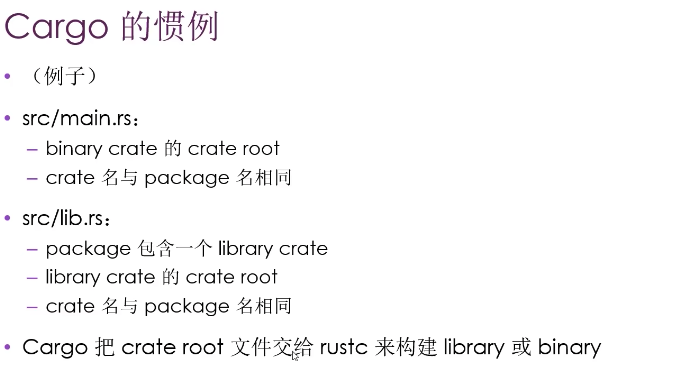 Cargo 的惯例
• （例子）
• src/main.rs：
– binary crate 的 crate root
– crate 名与 package 名相同
• src/lib.rs：
– package 包含一个 library crate
– library crate 的 crate root
– crate 名与 package 名相同
• Cargo 把 crate root 文件交给 rustc 来构建 library 或 binary